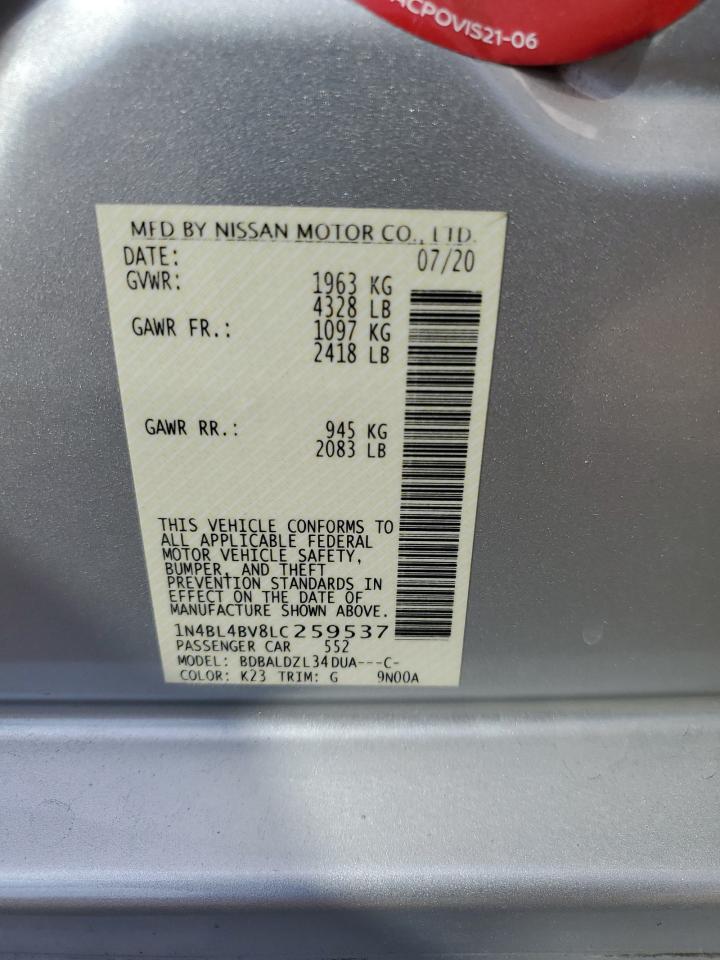 ACPOVIS21-06
MFD BY NISSAN MOTOR CO., LTD.
DATE: 07/20
GVWR: 1963 KG
4328 LB
GAWR FR.: 1097 KG
2418 LB
GAWR RR.: 945 KG
2083 LB
THIS VEHICLE CONFORMS TO
ALL APPLICABLE FEDERAL
MOTOR VEHICLE SAFETY,
BUMPER, AND THEFT
PREVENTION STANDARDS IN
EFFECT ON THE DATE OF
MANUFACTURE SHOWN ABOVE.
1N4BL4BV8LC259537
PASSENGER CAR 552
MODEL: BDBALDZL34DUA---C-
COLOR: K23 TRIM: G 9N00A